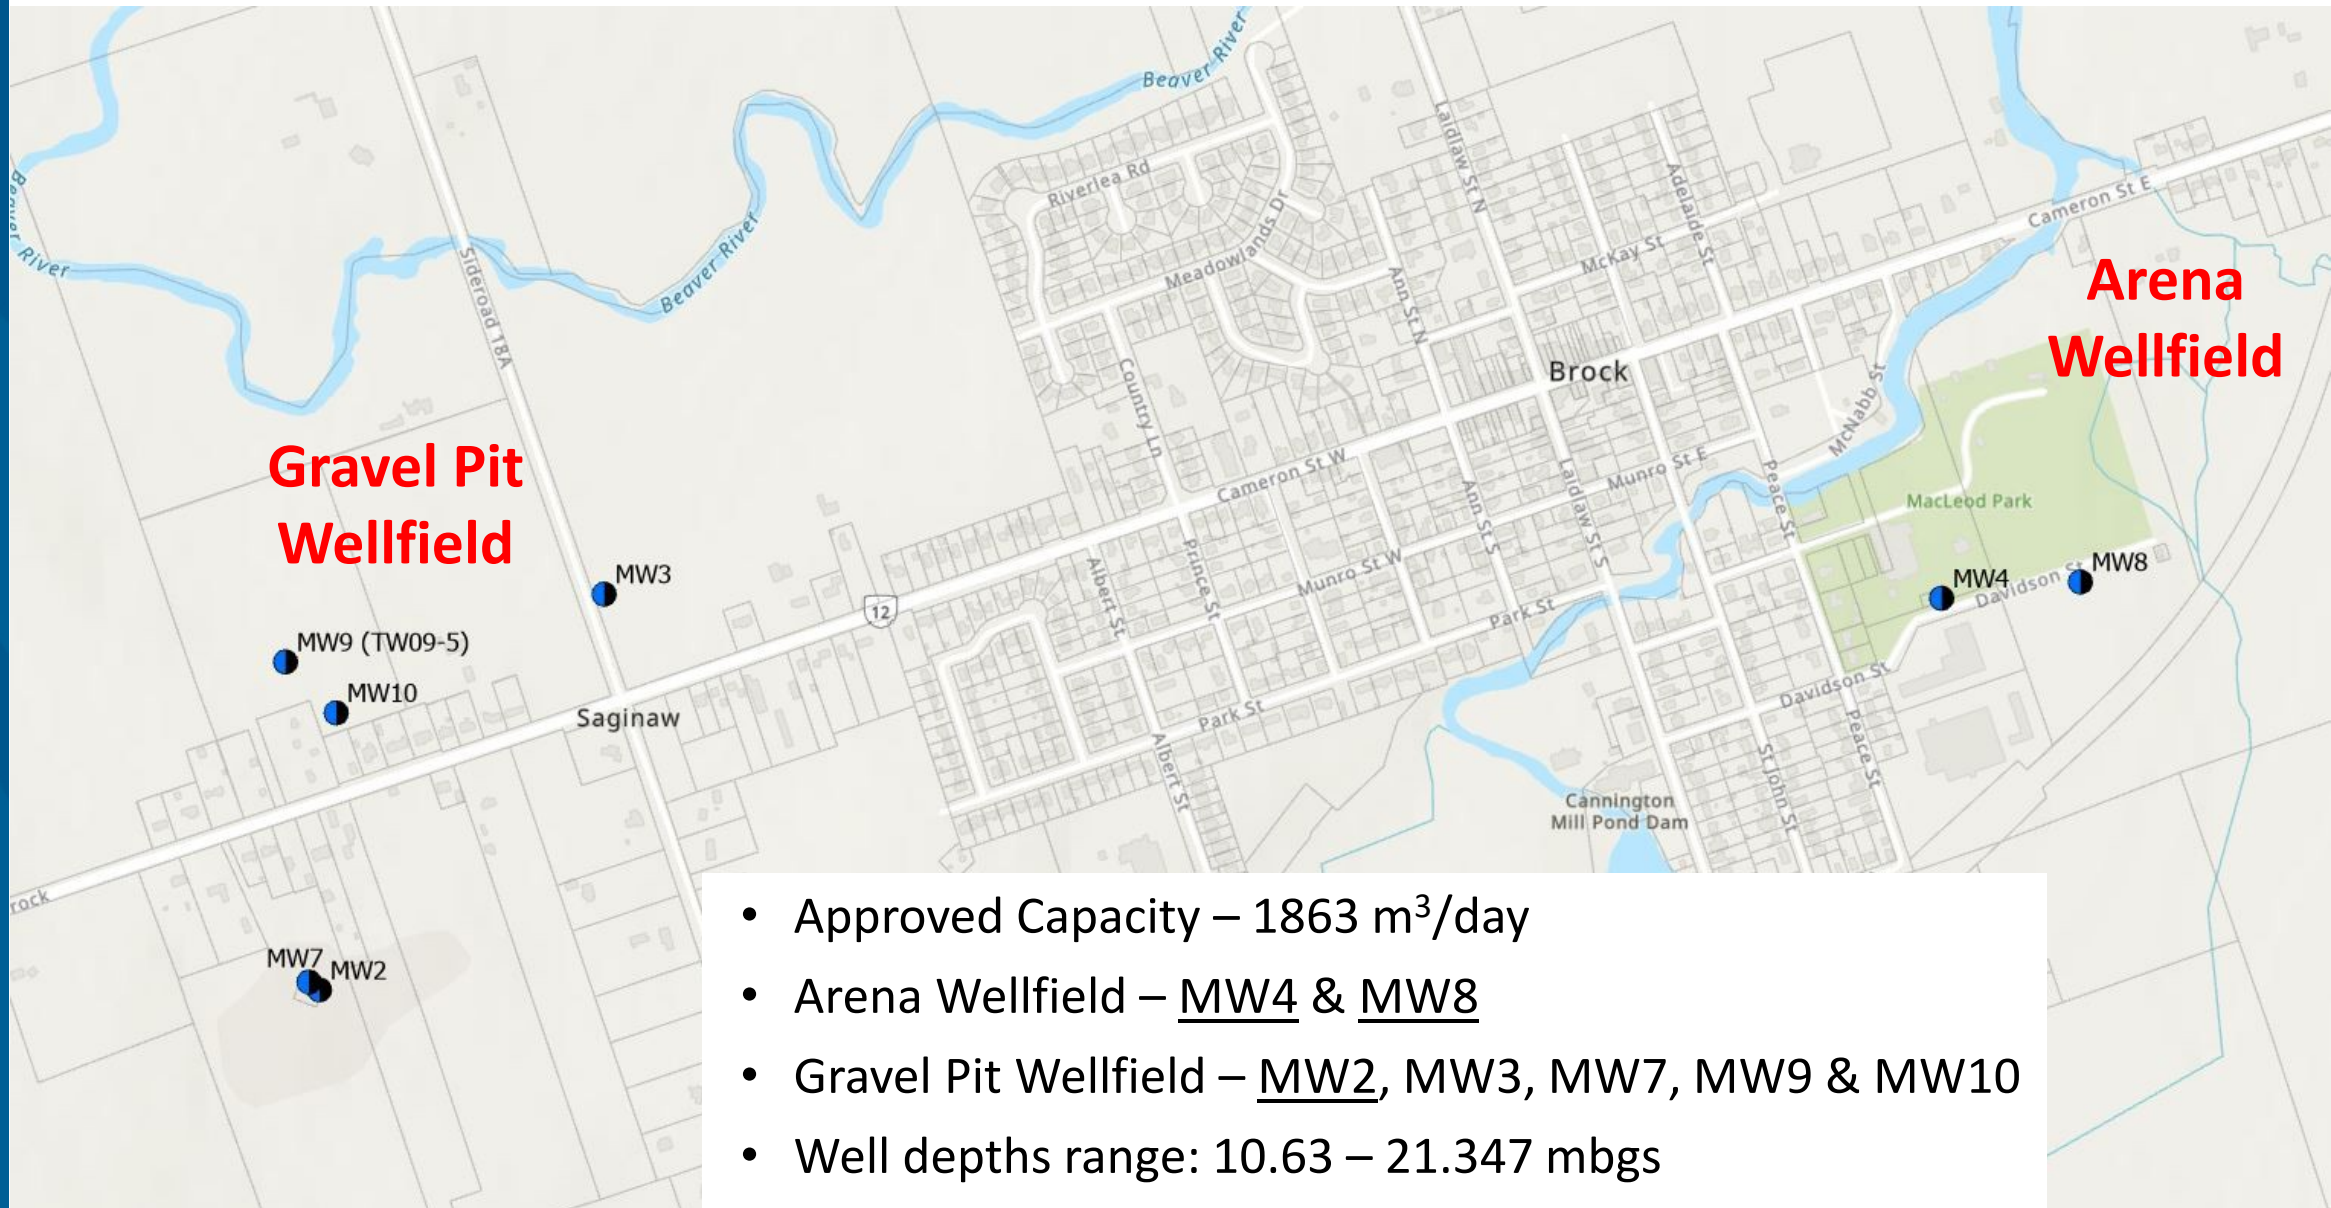 Beaver River
Beaver River
Beaver River
Sideroad 18A
Riverlea Rd
Meadowlands Dr
Laidlaw St N
Adelaide St
McKay St
Ann St N
Cameron St E
Arena
Wellfield
Brock
Country Ln
McNabb St
Gravel Pit
Wellfield
Cameron St W
Munro St E
Laidlaw St S
Ann St S
Peace St
MacLeod Park
MW3
12
Albert St
Prince St
Munro St W
Park St
MW4
Davidson St
MW8
MW9 (TW09-5)
MW10
Saginaw
Park St
Albert St
Davidson St
Peace St
St John St
Cannington
Mill Pond Dam
rock
MW7
MW2
• Approved Capacity – 1863 m³/day
• Arena Wellfield – MW4 & MW8
• Gravel Pit Wellfield – MW2, MW3, MW7, MW9 & MW10
• Well depths range: 10.63 – 21.347 mbgs